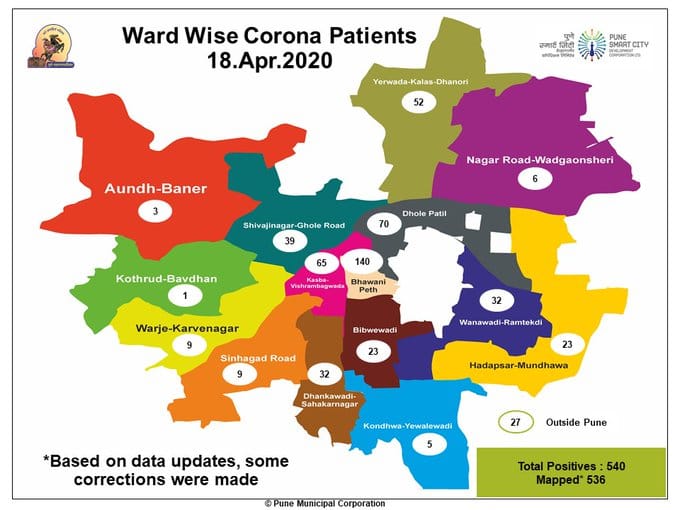 Ward Wise Corona Patients
18.Apr.2020
पुणे
स्मार्ट सिटी
PUNE
SMART CITY
DEVELOPMENT
CORPORATION LTD
Yerwada-Kalas-Dhanori
52
Nagar Road-Wadgaonsheri
6
Aundh-Baner
3
Shivajinagar-Ghole Road
39
Dhole Patil
70
65
Kasba-
Vishrambagwada
140
Bhawani
Peth
Kothrud-Bavdhan
1
32
Wanawadi-Ramtekdi
Warje-Karvenagar
9
Bibwewadi
23
23
Hadapsar-Mundhawa
Sinhagad Road
9
32
Dhankawadi-
Sahakarnagar
Kondhwa-Yewalewadi
5
27
Outside Pune
*Based on data updates, some
corrections were made
Total Positives : 540
Mapped* 536
© Pune Municipal Corporation